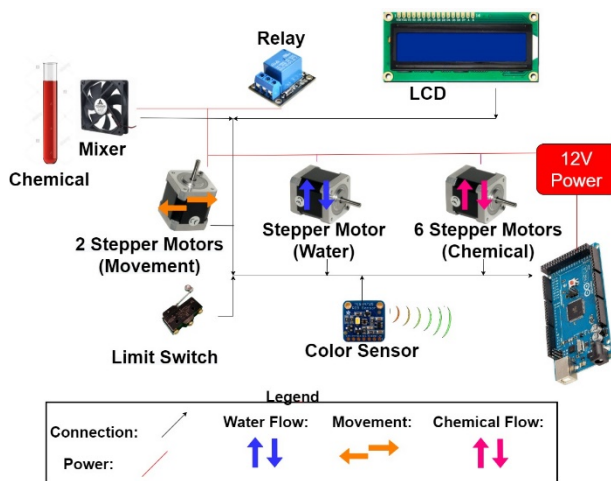 Relay
LCD
Mixer
Chemical
12V
Power
2 Stepper Motors
(Movement)
Stepper Motor
(Water)
6 Stepper Motors
(Chemical)
Limit Switch
Color Sensor
Legend
Connection:
Water Flow:
Movement:
Chemical Flow:
Power: